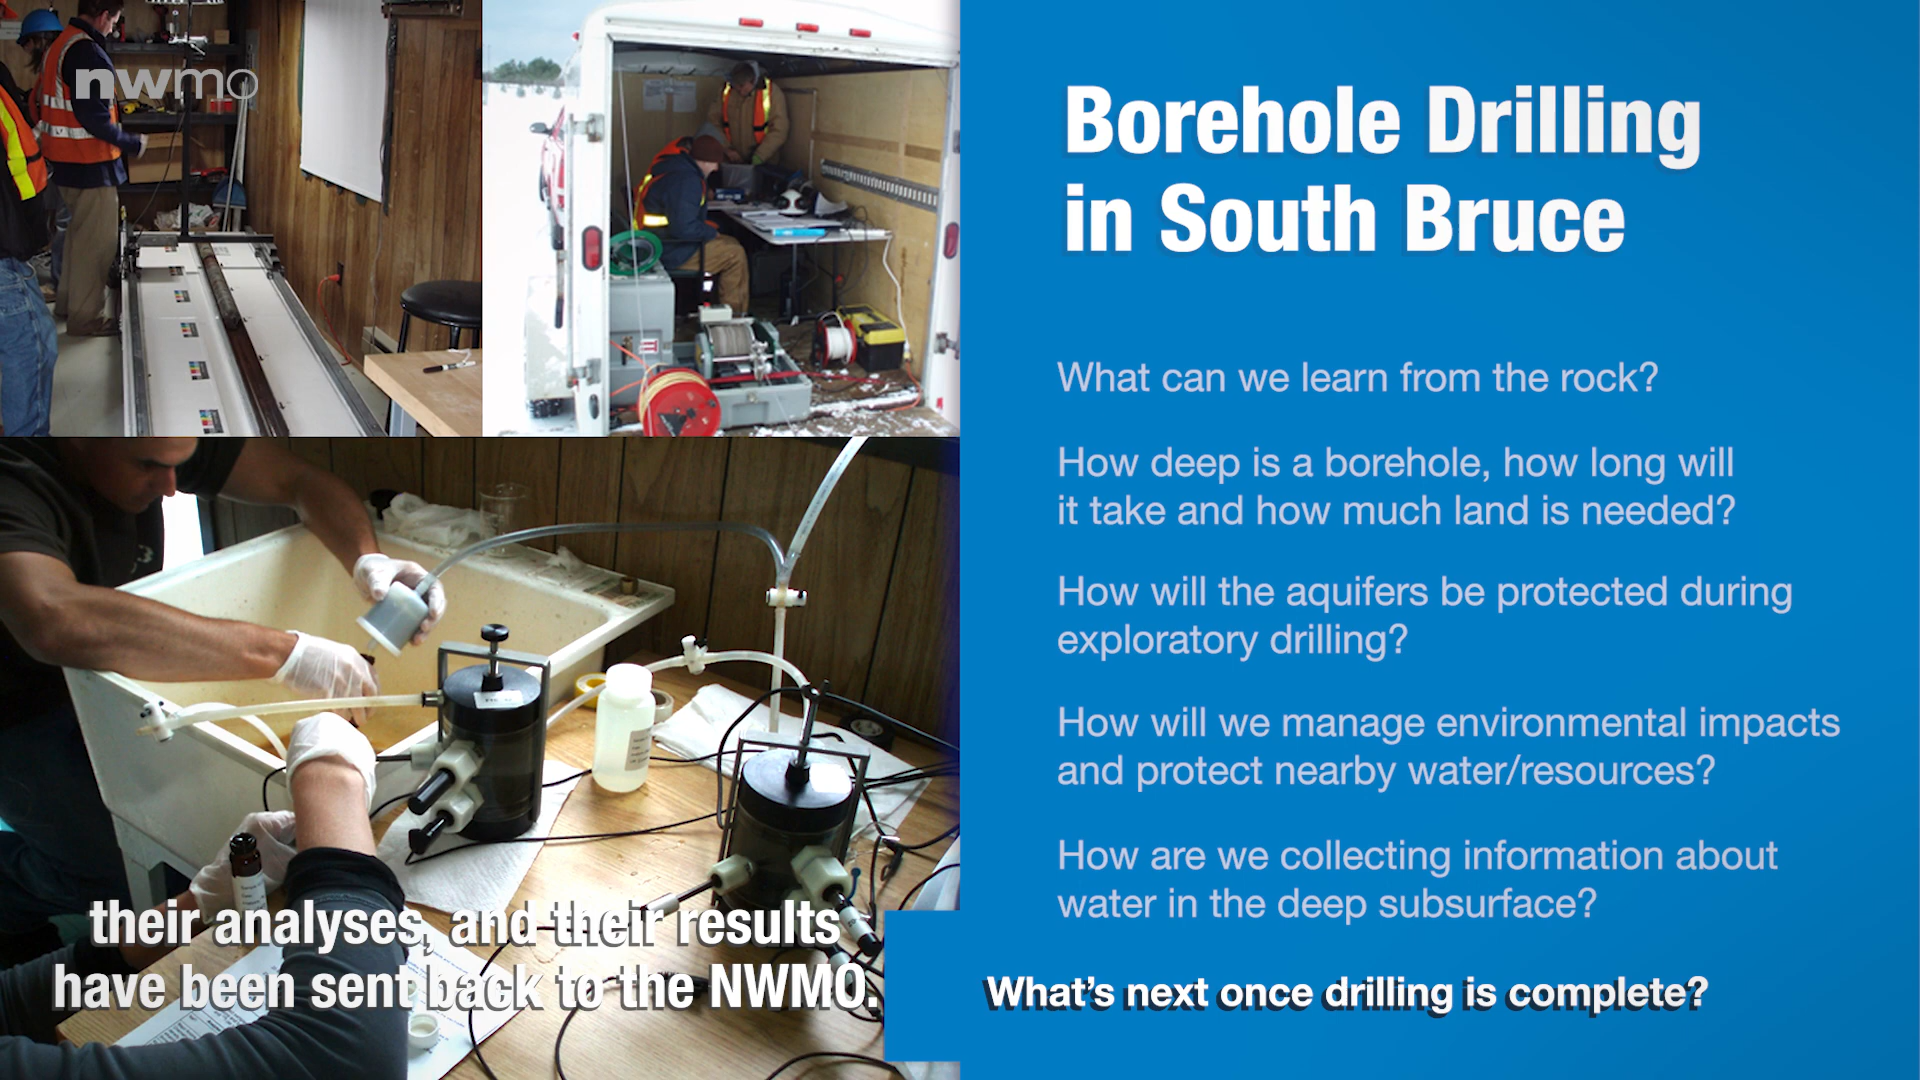 nwmo
Borehole Drilling
in South Bruce
What can we learn from the rock?
How deep is a borehole, how long will
it take and how much land is needed?
How will the aquifers be protected during
exploratory drilling?
How will we manage environmental impacts
and protect nearby water/resources?
How are we collecting information about
water in the deep subsurface?
What's next once drilling is complete?
their analyses, and their results
have been sent back to the NWMO.